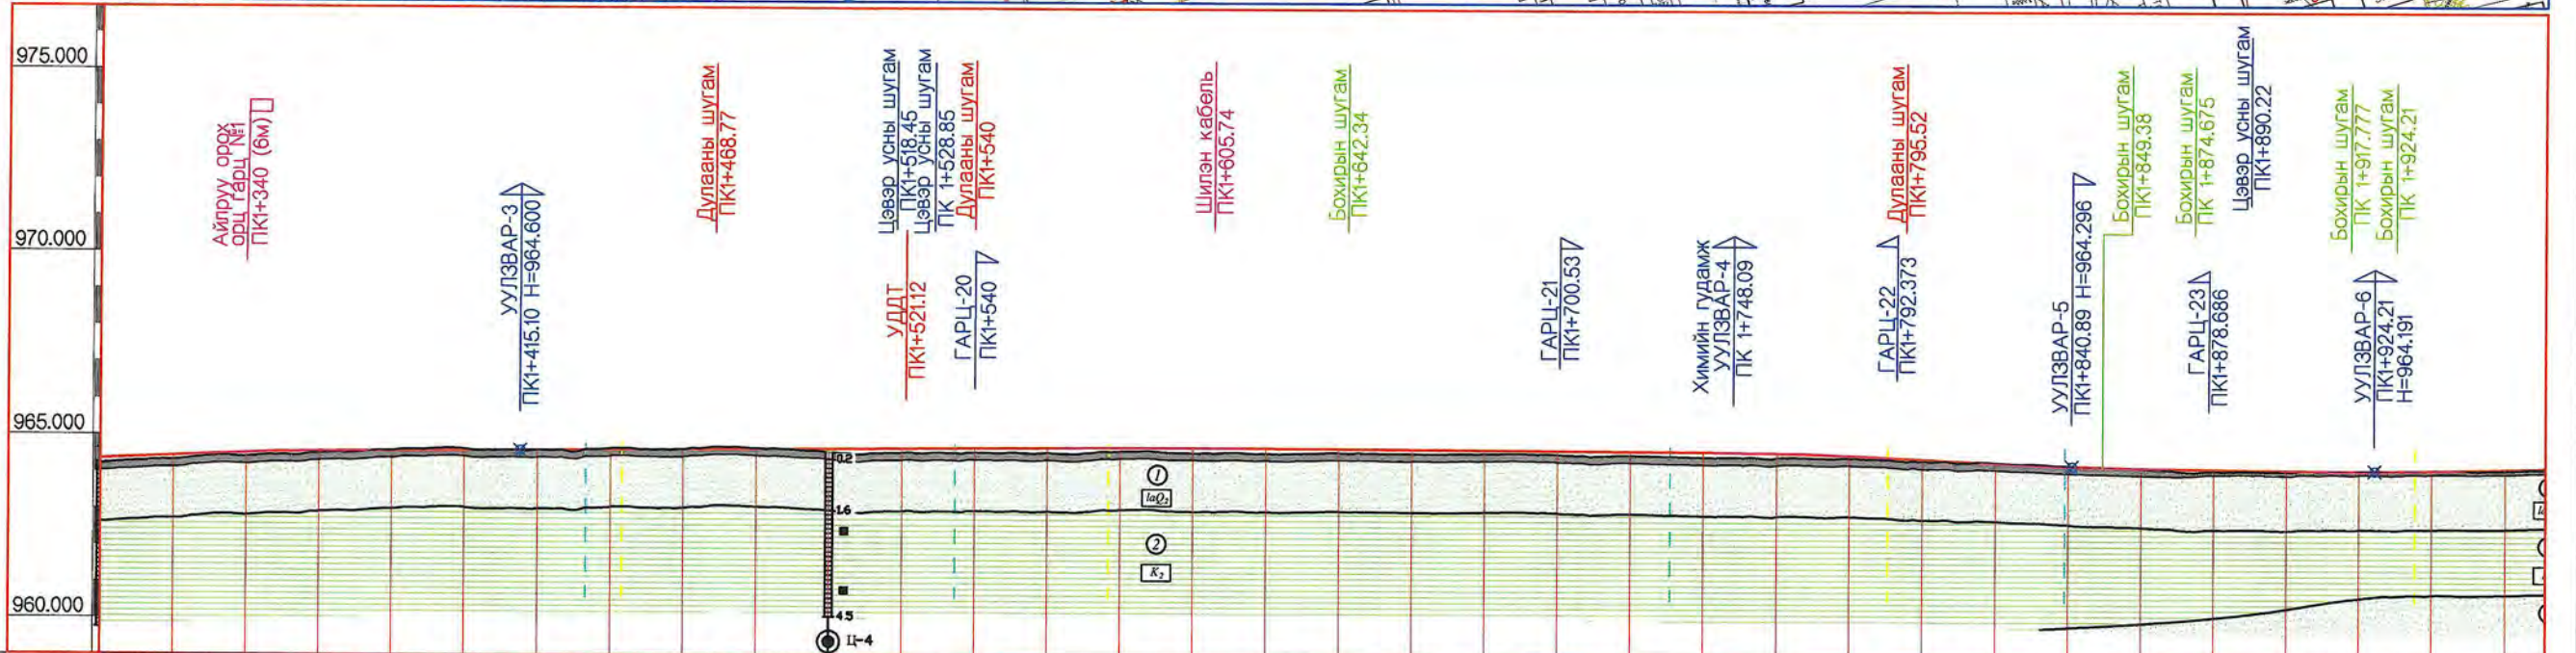 975.000
970.000
965.000
960.000
Айлруу орох
орц гарц №1
ПК1+340 (6м)
УУЛЗВАР-3
ПК1+415.10 H=964.600
Дулааны шугам
ПК1+468.77
Цэвэр усны шугам
ПК1+518.45
Цэвэр усны шугам
ПК 1+528.85
Дулааны шугам
ПК1+540
УДДТ
ПК1+521.12
ГАРЦ-20
ПК1+540
Шилэн кабель
ПК1+605.74
Бохирын шугам
ПК1+642.34
ГАРЦ-21
ПК1+700.53
Химийн гудамж
УУЛЗВАР-4
ПК 1+748.09
Дулааны шугам
ПК1+795.52
ГАРЦ-22
ПК1+792.373
УУЛЗВАР-5
ПК1+840.89 H=964.296
Бохирын шугам
ПК1+849.38
Бохирын шугам
ПК 1+874.675
ГАРЦ-23
ПК1+878.686
Цэвэр усны шугам
ПК1+890.22
Бохирын шугам
ПК 1+917.777
Бохирын шугам
ПК 1+924.21
УУЛЗВАР-6
ПК1+924.21
H=964.191
0.2
1.6
4.5
Ц-4
1
laQ₂
2
K₂